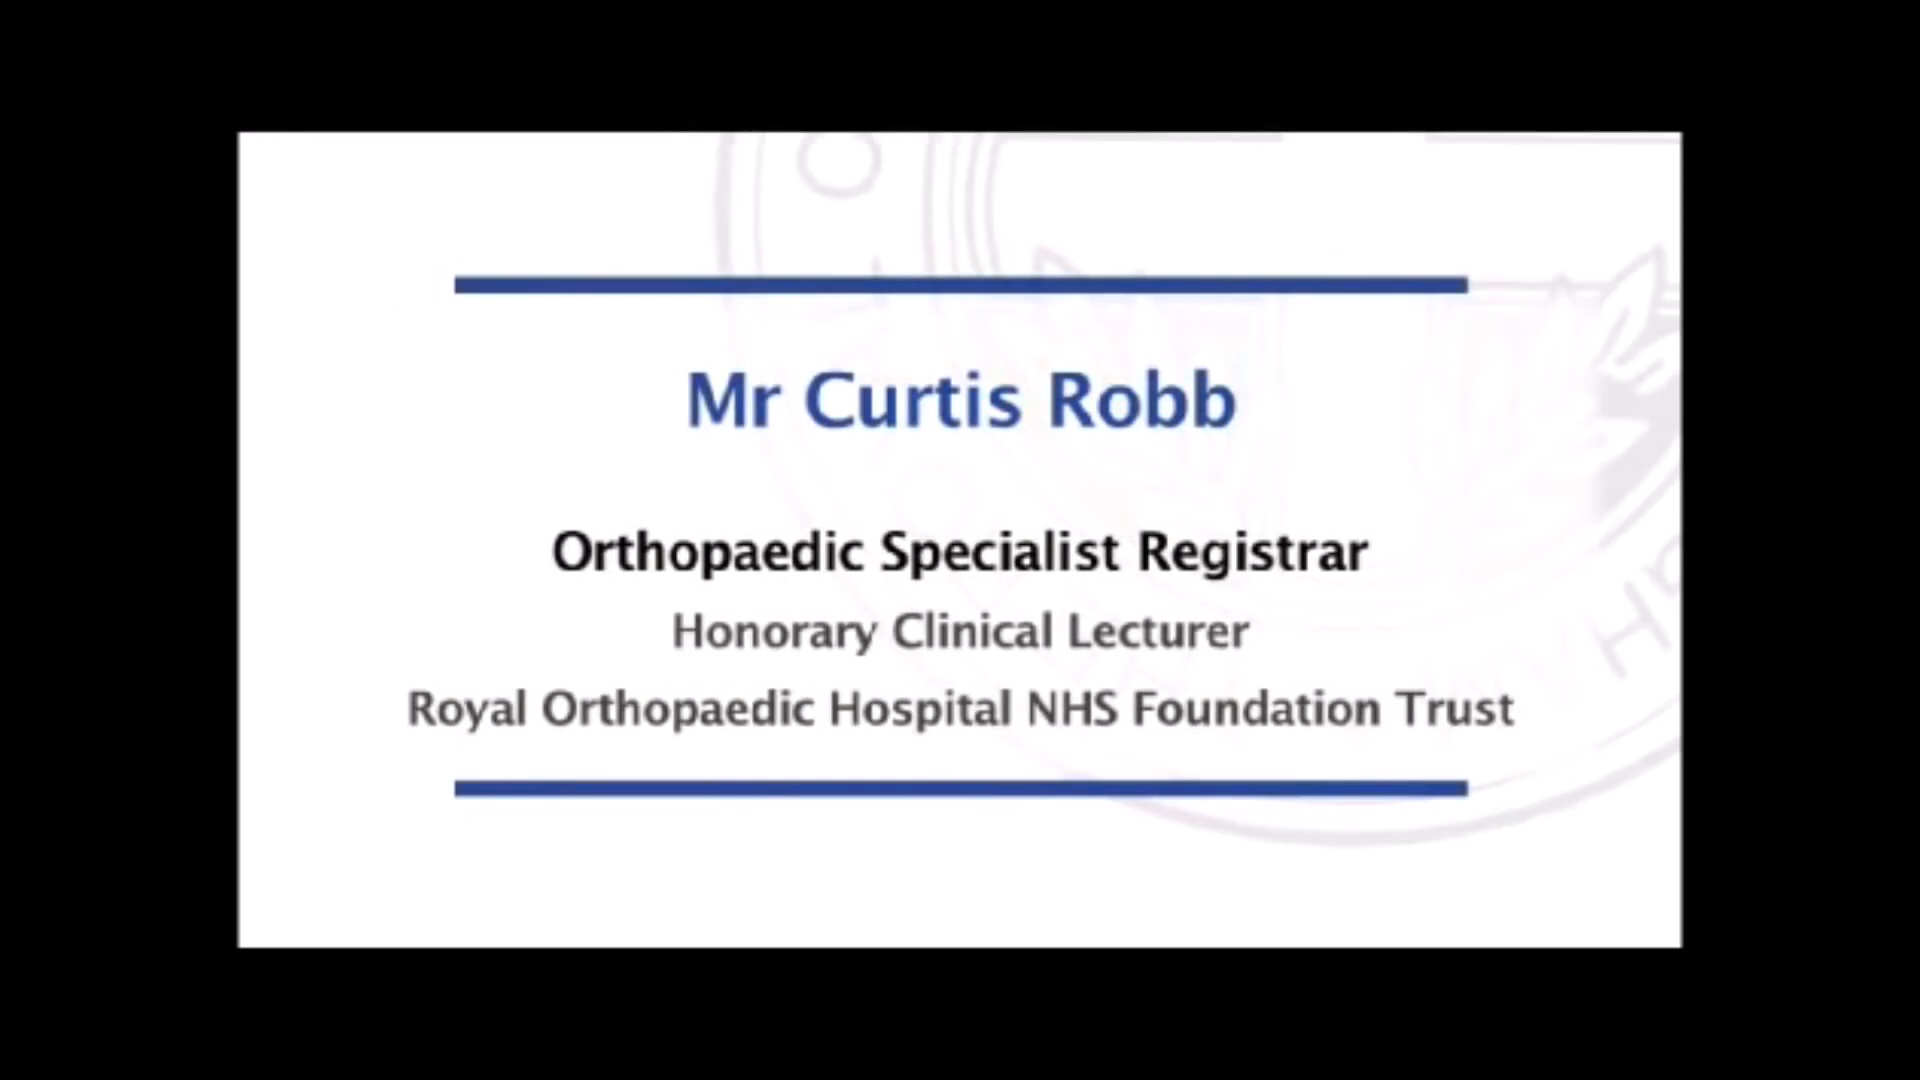 Mr Curtis Robb
Orthopaedic Specialist Registrar
Honorary Clinical Lecturer
Royal Orthopaedic Hospital NHS Foundation Trust